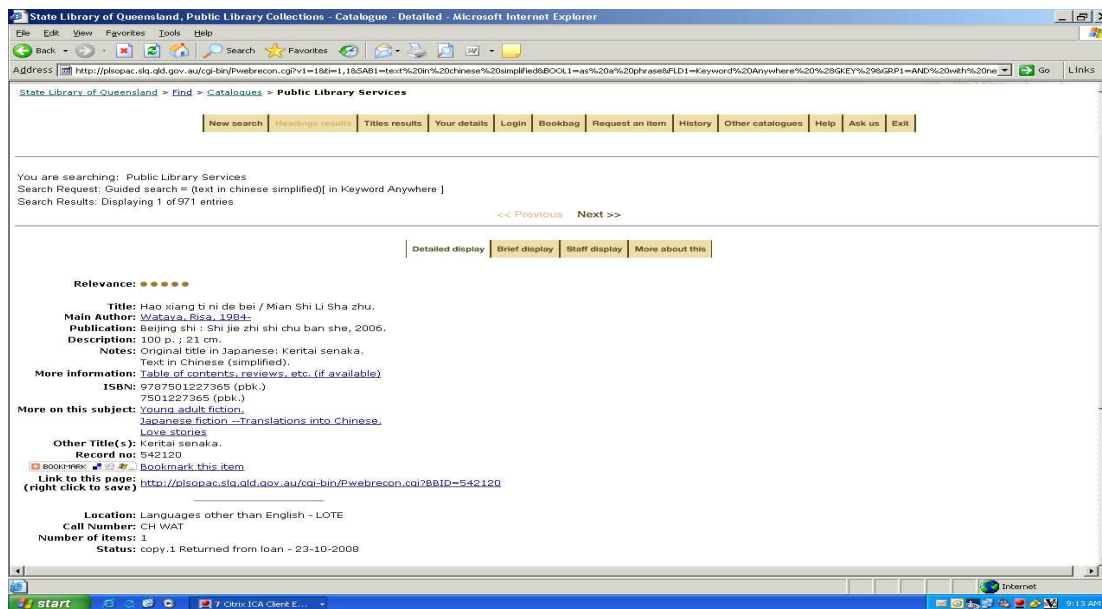 State Library of Queensland, Public Library Collections - Catalogue - Detailed - Microsoft Internet Explorer
File Edit View Favorites Tools Help
Back Search Favorites
Address http://plsopac.slq.qld.gov.au/cgi-bin/Pwebrecon.cgi?v1=1&ti=1,1&SAB1=text%20in%20chinese%20simplified&BOOL1=as%20a%20phrase&FLD1=Keyword%20Anywhere%20%28GKEY%29&GRP1=AND%20with%20ne Go Links
State Library of Queensland > Find > Catalogues > Public Library Services
New search Headings results Titles results Your details Login Bookbag Request an item History Other catalogues Help Ask us Exit
You are searching: Public Library Services
Search Request: Guided search = (text in chinese simplified)[ in Keyword Anywhere ]
Search Results: Displaying 1 of 971 entries
<< Previous Next >>
Detailed display Brief display Staff display More about this
Relevance:
Title: Hao xiang ti ni de bei / Mian Shi Li Sha zhu.
Main Author: Wataya, Risa, 1984-
Publication: Beijing shi : Shi jie zhi shi chu ban she, 2006.
Description: 100 p. ; 21 cm.
Notes: Original title in Japanese: Keritai senaka.
Text in Chinese (simplified).
More information: Table of contents, reviews, etc. (if available)
ISBN: 9787501227365 (pbk.)
7501227365 (pbk.)
More on this subject: Young adult fiction.
Japanese fiction --Translations into Chinese.
Love stories
Other Title(s): Keritai senaka.
Record no: 542120
BOOKMARK Bookmark this item
Link to this page: http://plsopac.slq.qld.gov.au/cgi-bin/Pwebrecon.cgi?BBID=542120
(right click to save)
Location: Languages other than English - LOTE
Call Number: CH WAT
Number of items: 1
Status: copy.1 Returned from loan - 23-10-2008
Internet
start 7 Citrix ICA Client E... 9:13 AM